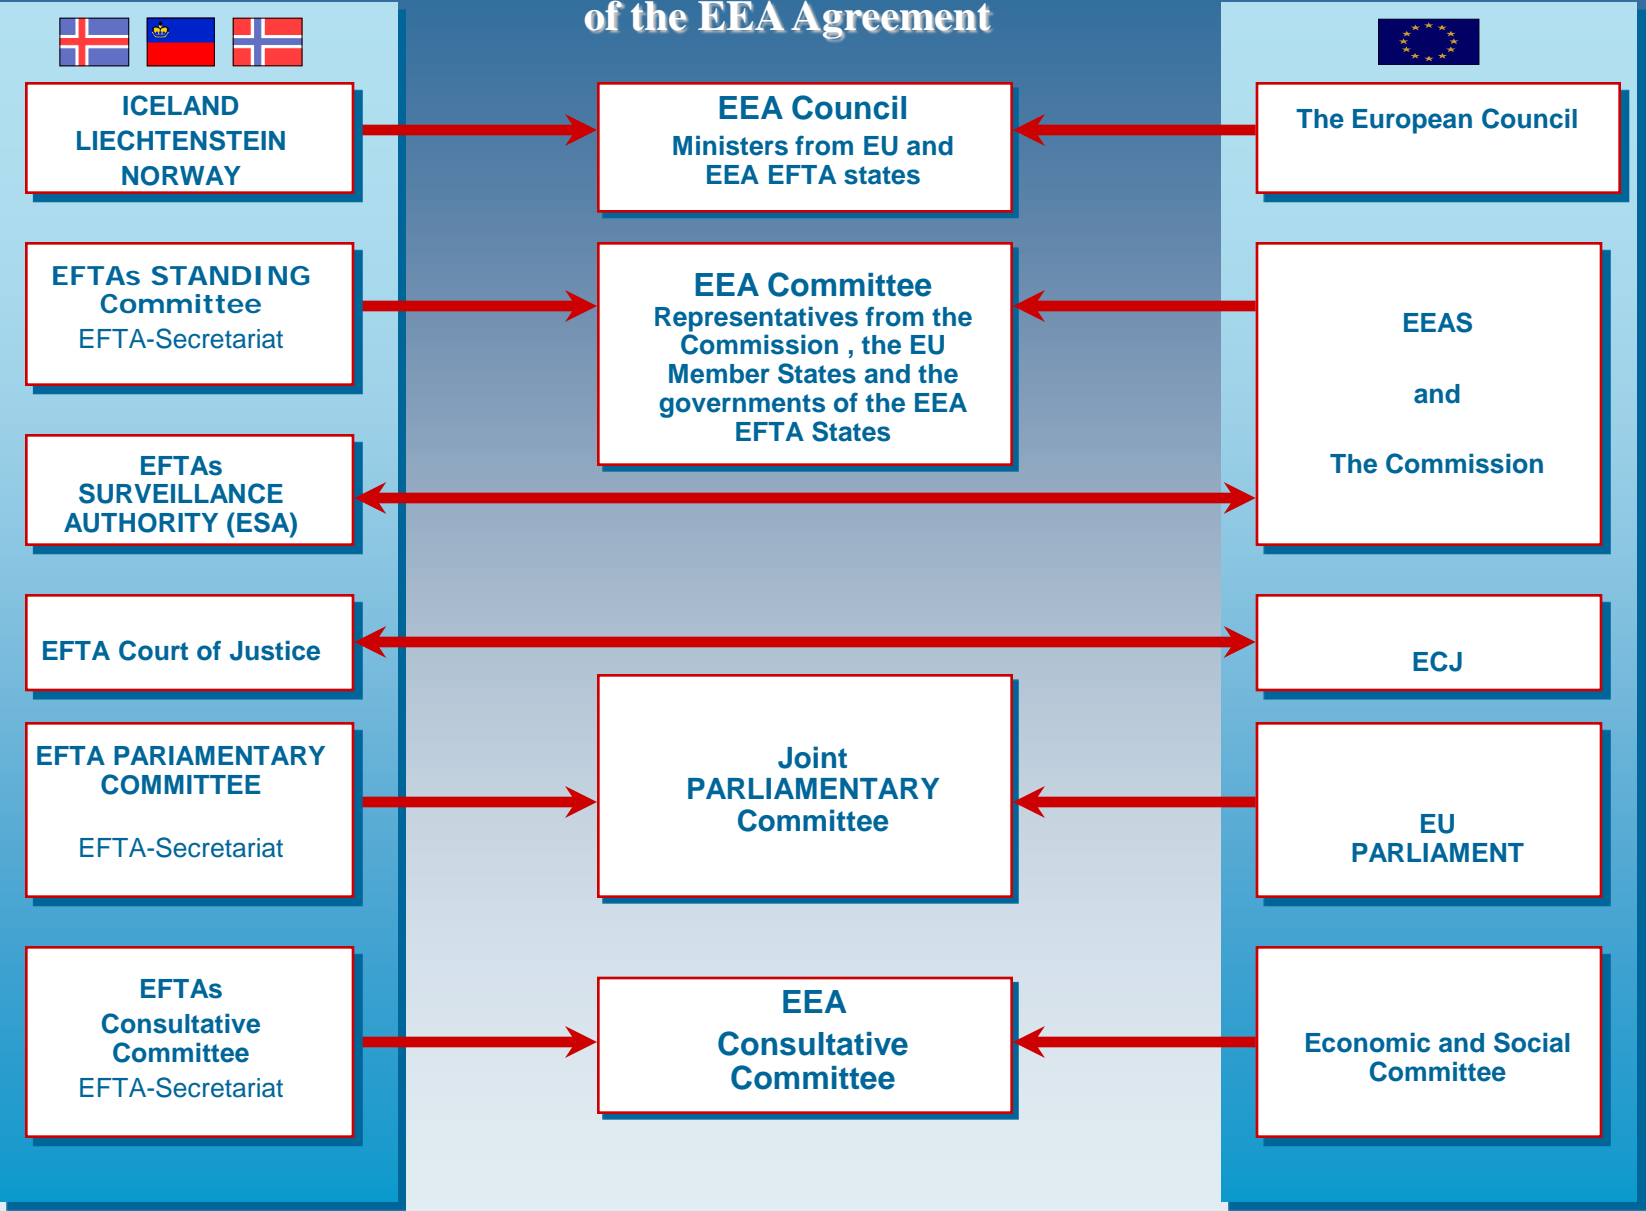 of the EEA Agreement
ICELAND
LIECHTENSTEIN
NORWAY
EEA Council
Ministers from EU and
EEA EFTA states
The European Council
EFTAs STANDING
Committee
EFTA-Secretariat
EEA Committee
Representatives from the
Commission , the EU
Member States and the
governments of the EEA
EFTA States
EEAS
and
The Commission
EFTAs
SURVEILLANCE
AUTHORITY (ESA)
EFTA Court of Justice
ECJ
EFTA PARIAMENTARY
COMMITTEE
EFTA-Secretariat
Joint
PARLIAMENTARY
Committee
EU
PARLIAMENT
EFTAs
Consultative
Committee
EFTA-Secretariat
EEA
Consultative
Committee
Economic and Social
Committee